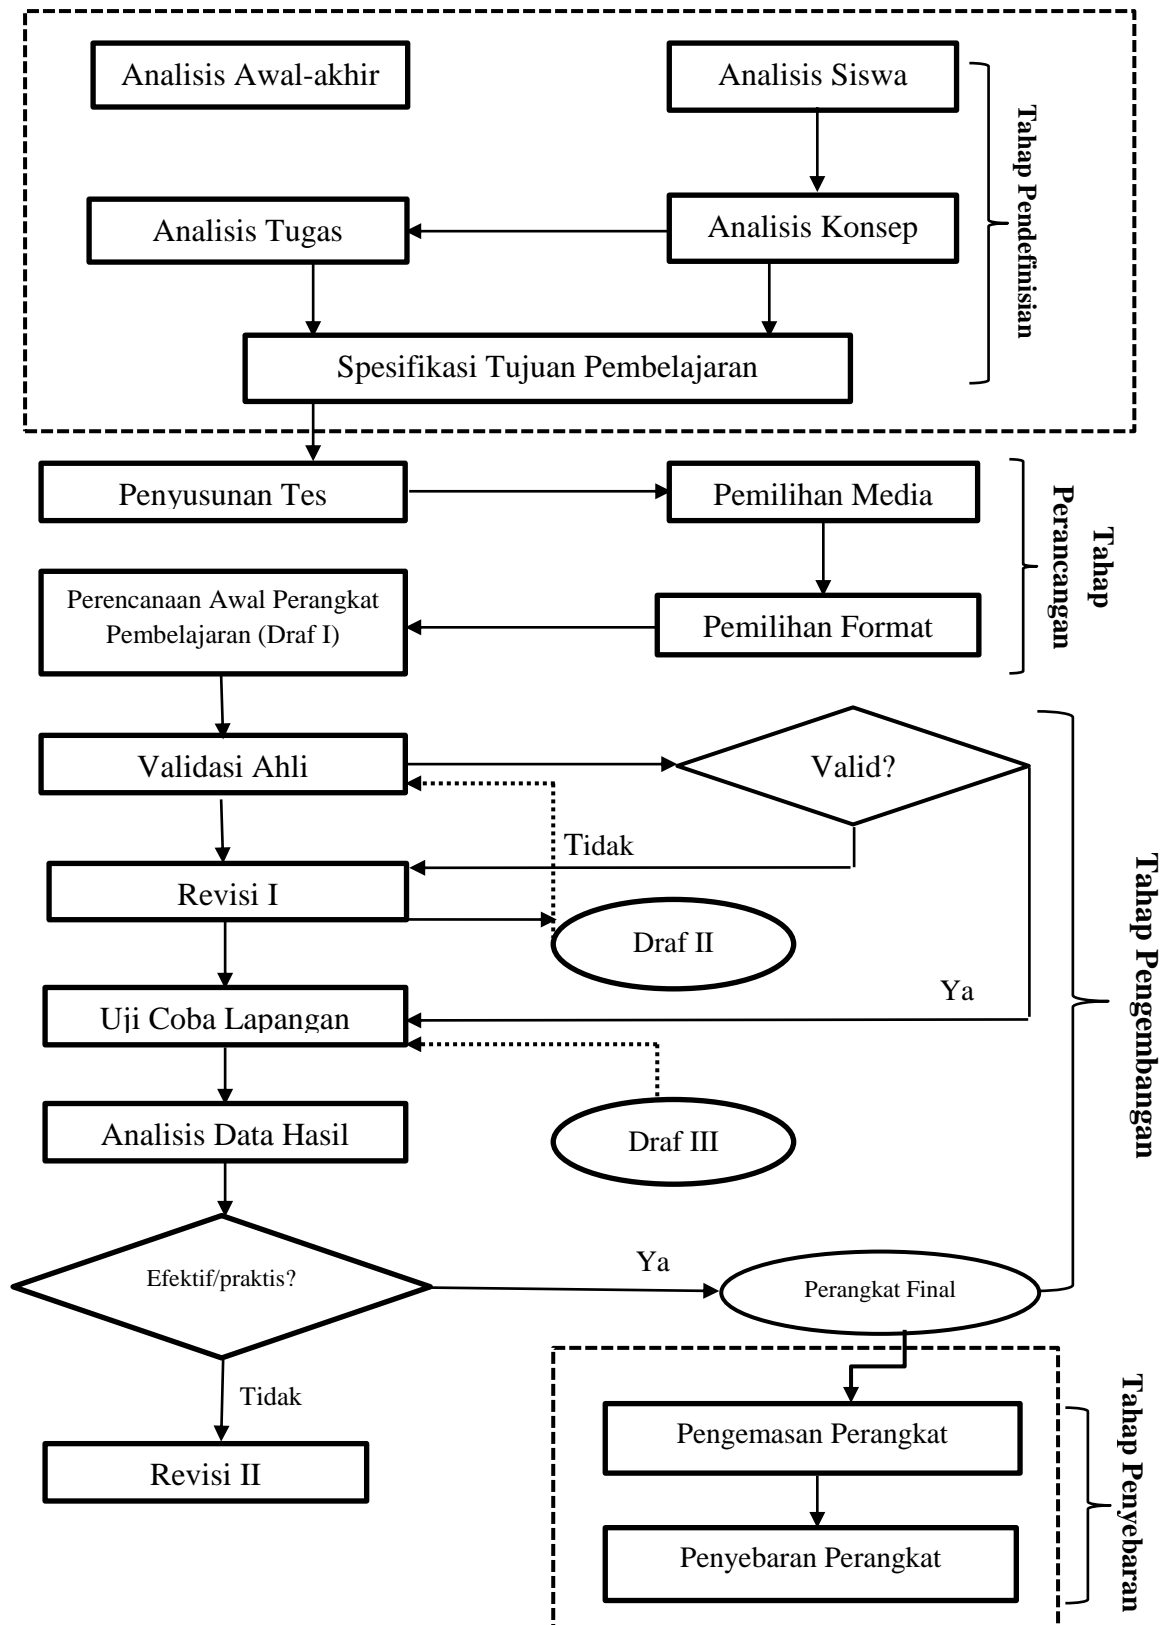 Analisis Awal-akhir
Analisis Siswa
Tahap Pendefinisian
Analisis Tugas
Analisis Konsep
Spesifikasi Tujuan Pembelajaran
Penyusunan Tes
Pemilihan Media
Tahap
Perancangan
Perencanaan Awal Perangkat
Pembelajaran (Draf I)
Pemilihan Format
Validasi Ahli
Valid?
Tidak
Revisi I
Draf II
Tahap Pengembangan
Ya
Uji Coba Lapangan
Analisis Data Hasil
Draf III
Efektif/praktis?
Ya
Perangkat Final
Tidak
Revisi II
Pengemasan Perangkat
Penyebaran Perangkat
Tahap Penyebaran